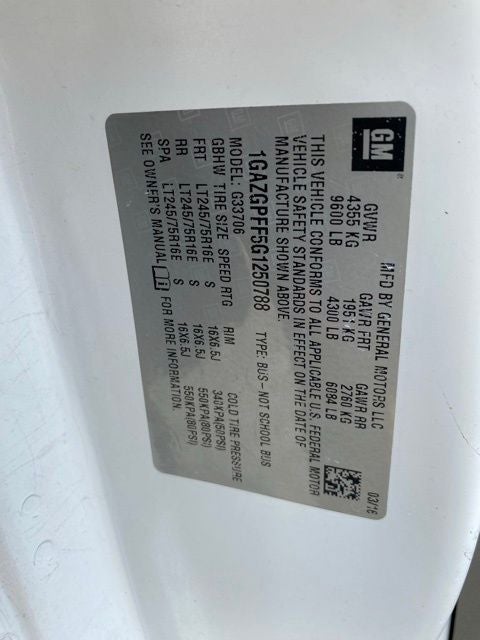 GM
MFD BY GENERAL MOTORS LLC 03/16
GVWR GAWR FRT GAWR RR
4355 KG 1951 KG 2760 KG
9600 LB 4300 LB 6084 LB
THIS VEHICLE CONFORMS TO ALL APPLICABLE U.S. FEDERAL MOTOR
VEHICLE SAFETY STANDARDS IN EFFECT ON THE DATE OF
MANUFACTURE SHOWN ABOVE.
1GAZGPFF5G1250788 TYPE: BUS-NOT SCHOOL BUS
MODEL: G33706
GBHW TIRE SIZE SPEED RTG RIM COLD TIRE PRESSURE
FRT LT245/75R16E S 16X6.5J 340KPA(50PSI)
RR LT245/75R16E S 16X6.5J 550KPA(80PSI)
SPA LT245/75R16E S 16X6.5J 550KPA(80PSI)
SEE OWNER'S MANUAL i FOR MORE INFORMATION.